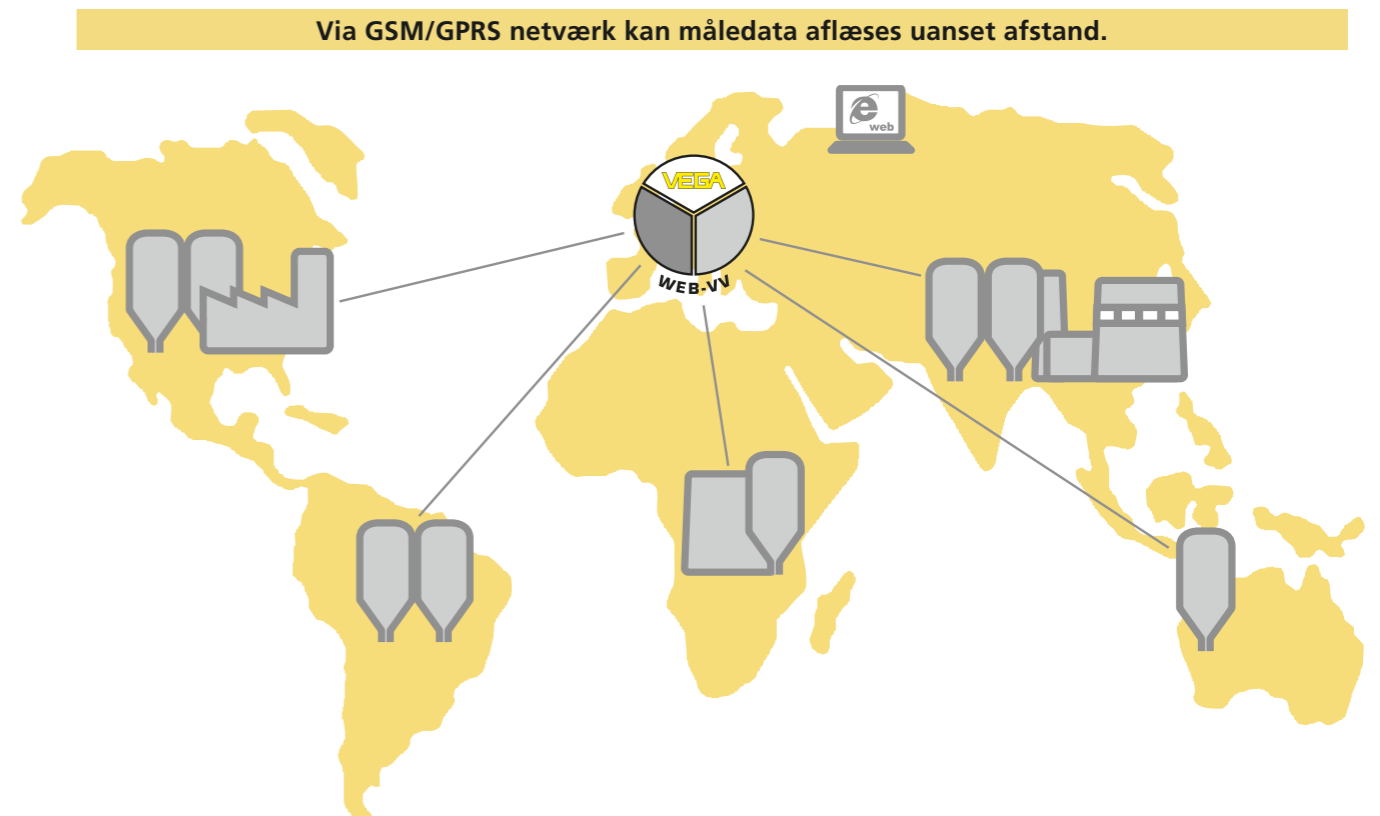 Via GSM/GPRS netværk kan måledata aflæses uanset afstand.
e
web
VEGA
WEB-VV